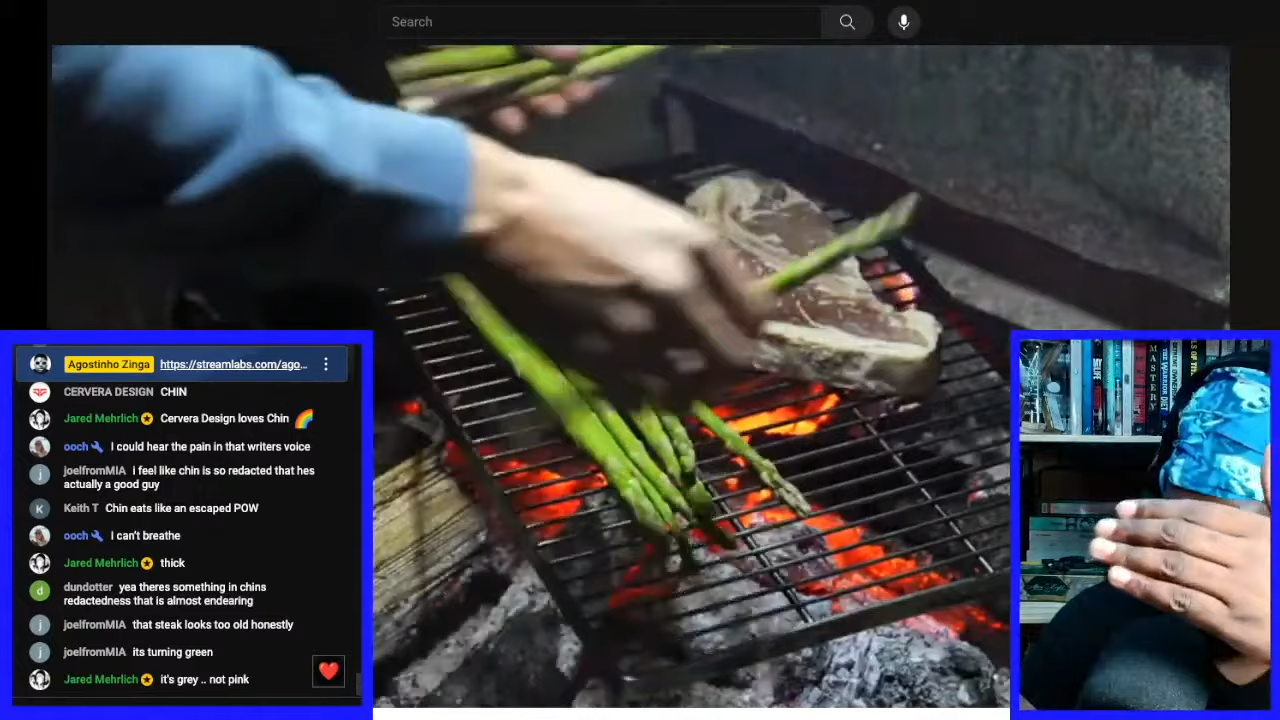 Search
Agostinho Zinga https://streamlabs.com/ago...
CERVERA DESIGN CHIN
Jared Mehrlich Cervera Design loves Chin 🌈
ooch I could hear the pain in that writers voice
joelfromMIA i feel like chin is so redacted that hes
actually a good guy
Keith T Chin eats like an escaped POW
ooch I can't breathe
Jared Mehrlich thick
dundotter yea theres something in chins
redactedness that is almost endearing
joelfromMIA that steak looks too old honestly
joelfromMIA its turning green
Jared Mehrlich it's grey .. not pink
MASTERY
THE WARRIOR DIET